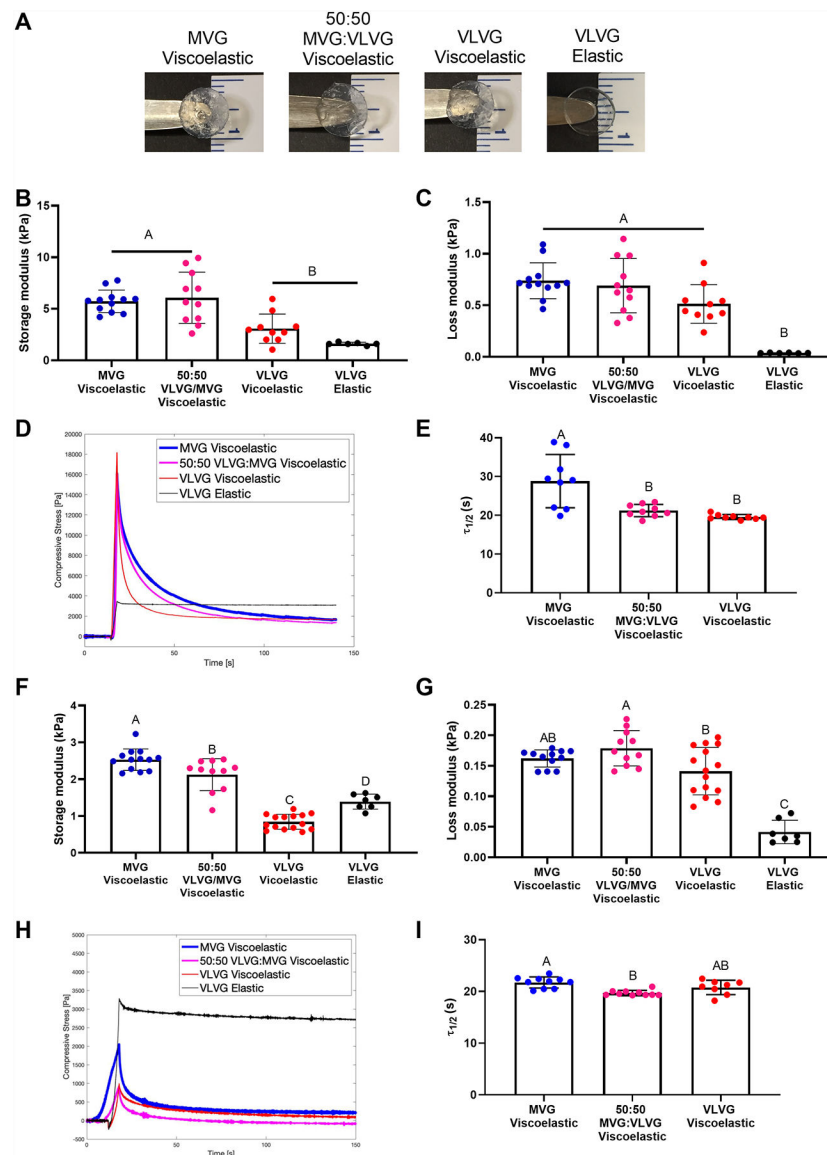 A
MVG
Viscoelastic
50:50
MVG:VLVG
Viscoelastic
VLVG
Viscoelastic
VLVG
Elastic
1
1
1
1
B
Storage modulus (kPa)
15
10
5
0
A
B
MVG
Viscoelastic
50:50
VLVG/MVG
Viscoelastic
VLVG
Vicoelastic
VLVG
Elastic
C
Loss modulus (kPa)
1.5
1.0
0.5
0.0
A
B
MVG
Viscoelastic
50:50
VLVG/MVG
Viscoelastic
VLVG
Vicoelastic
VLVG
Elastic
D
Compressive Stress [Pa]
20000
18000
16000
14000
12000
10000
8000
6000
4000
2000
0
MVG Viscoelastic
50:50 VLVG:MVG Viscoelastic
VLVG Viscoelastic
VLVG Elastic
0
50
100
150
Time [s]
E
τ1/2 (s)
40
30
20
10
0
A
B
B
MVG
Viscoelastic
50:50
MVG:VLVG
Viscoelastic
VLVG
Viscoelastic
F
Storage modulus (kPa)
4
3
2
1
0
A
B
C
D
MVG
Viscoelastic
50:50
VLVG/MVG
Viscoelastic
VLVG
Vicoelastic
VLVG
Elastic
G
Loss modulus (kPa)
0.25
0.20
0.15
0.10
0.05
0.00
AB
A
B
C
MVG
Viscoelastic
50:50
VLVG/MVG
Viscoelastic
VLVG
Vicoelastic
VLVG
Elastic
H
Compressive Stress [Pa]
5000
4500
4000
3500
3000
2500
2000
1500
1000
500
0
-500
MVG Viscoelastic
50:50 VLVG:MVG Viscoelastic
VLVG Viscoelastic
VLVG Elastic
0
50
100
150
Time [s]
I
τ1/2 (s)
30
20
10
0
A
B
AB
MVG
Viscoelastic
50:50
MVG:VLVG
Viscoelastic
VLVG
Viscoelastic